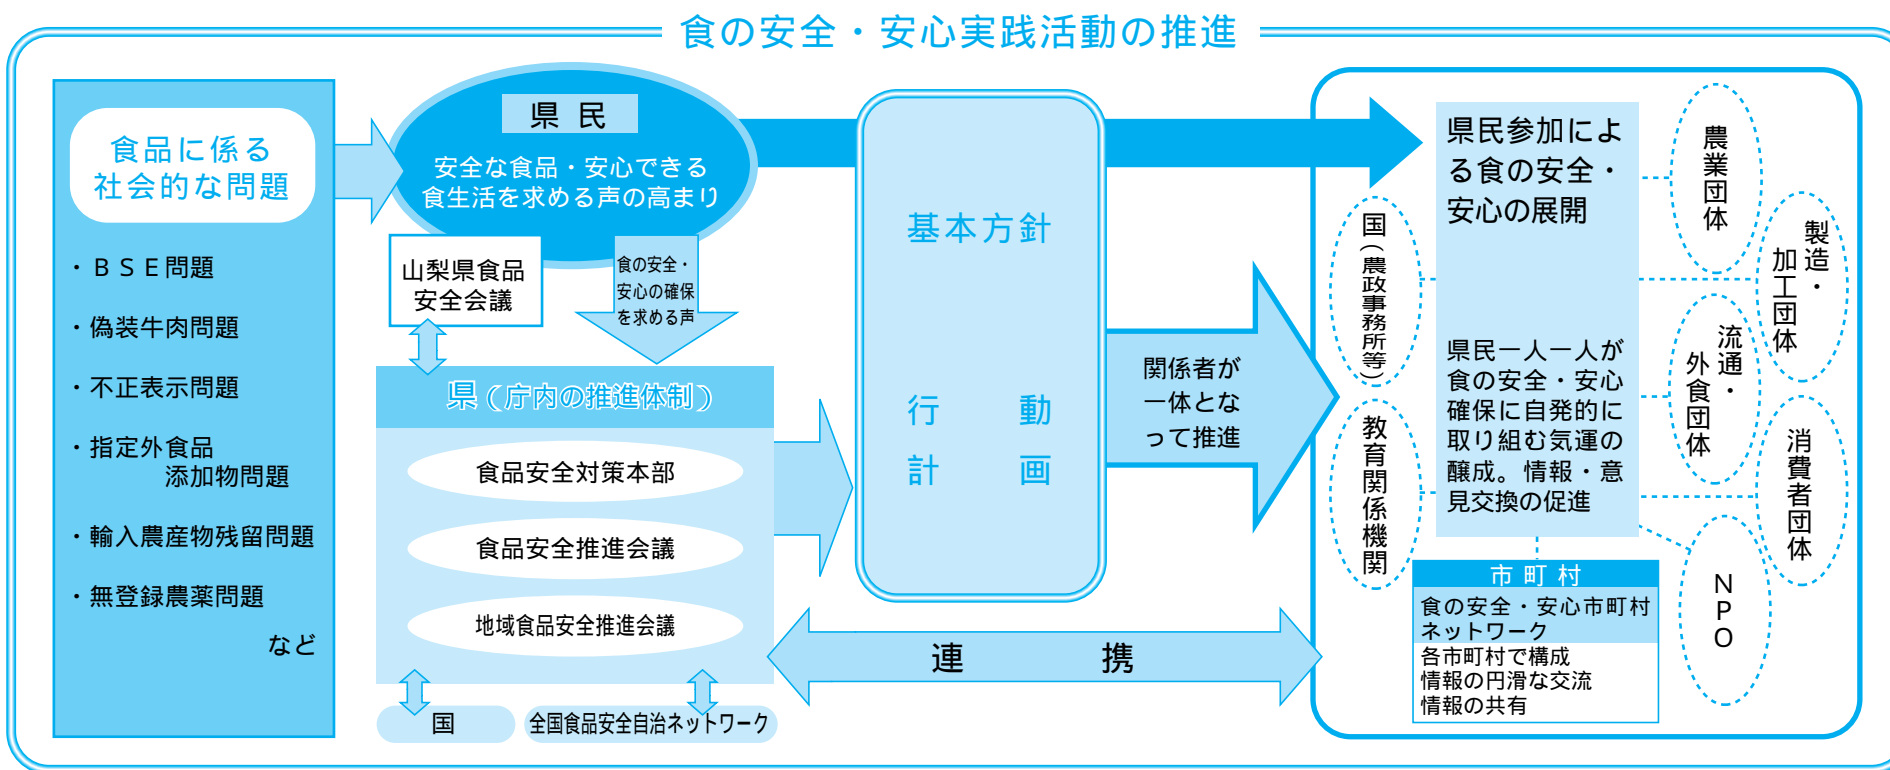 食の安全・安心実践活動の推進
食品に係る
社会的な問題
・ＢＳＥ問題
・偽装牛肉問題
・不正表示問題
・指定外食品
添加物問題
・輸入農産物残留問題
・無登録農薬問題
など
県 民
安全な食品・安心できる
食生活を求める声の高まり
山梨県食品
安全会議
食の安全・
安心の確保
を求める声
県（庁内の推進体制）
食品安全対策本部
食品安全推進会議
地域食品安全推進会議
国
全国食品安全自治ネットワーク
基本方針
行 動
計 画
関係者が
一体とな
って推進
連 携
県民参加によ
る食の安全・
安心の展開
県民一人一人が
食の安全・安心
確保に自発的に
取り組む気運の
醸成。情報・意
見交換の促進
国（農政事務所等）
教育関係機関
農業団体
製造・
加工団体
流通・
外食団体
消費者団体
ＮＰＯ
市 町 村
食の安全・安心市町村
ネットワーク
各市町村で構成
情報の円滑な交流
情報の共有